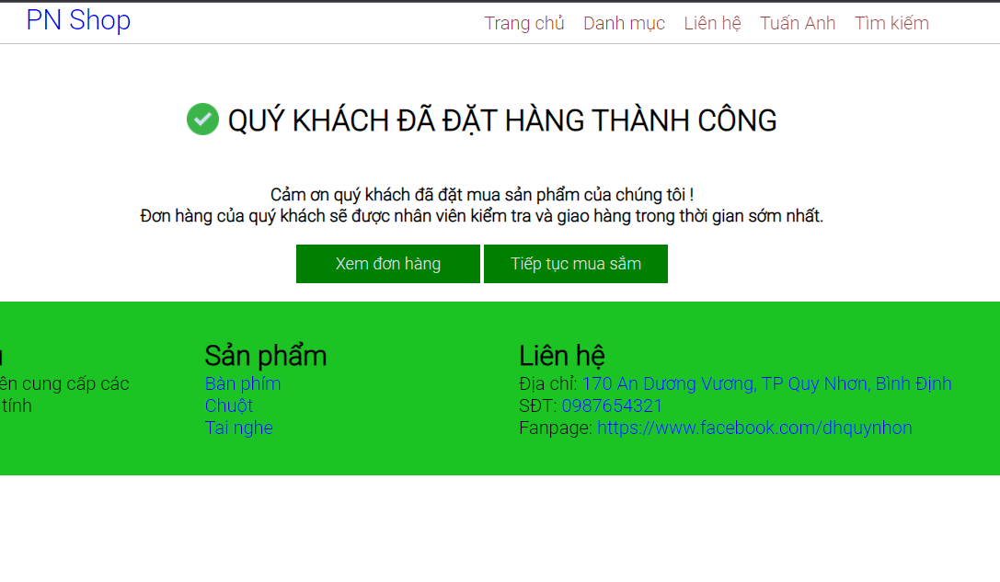 PN Shop
Trang chủ Danh mục Liên hệ Tuấn Anh Tìm kiếm
QUÝ KHÁCH ĐÃ ĐẶT HÀNG THÀNH CÔNG
Cảm ơn quý khách đã đặt mua sản phẩm của chúng tôi !
Đơn hàng của quý khách sẽ được nhân viên kiểm tra và giao hàng trong thời gian sớm nhất.
Xem đơn hàng
Tiếp tục mua sắm
cung cấp các
tính
Sản phẩm
Bàn phím
Chuột
Tai nghe
Liên hệ
Địa chỉ: 170 An Dương Vương, TP Quy Nhơn, Bình Định
SĐT: 0987654321
Fanpage: https://www.facebook.com/dhquynhon